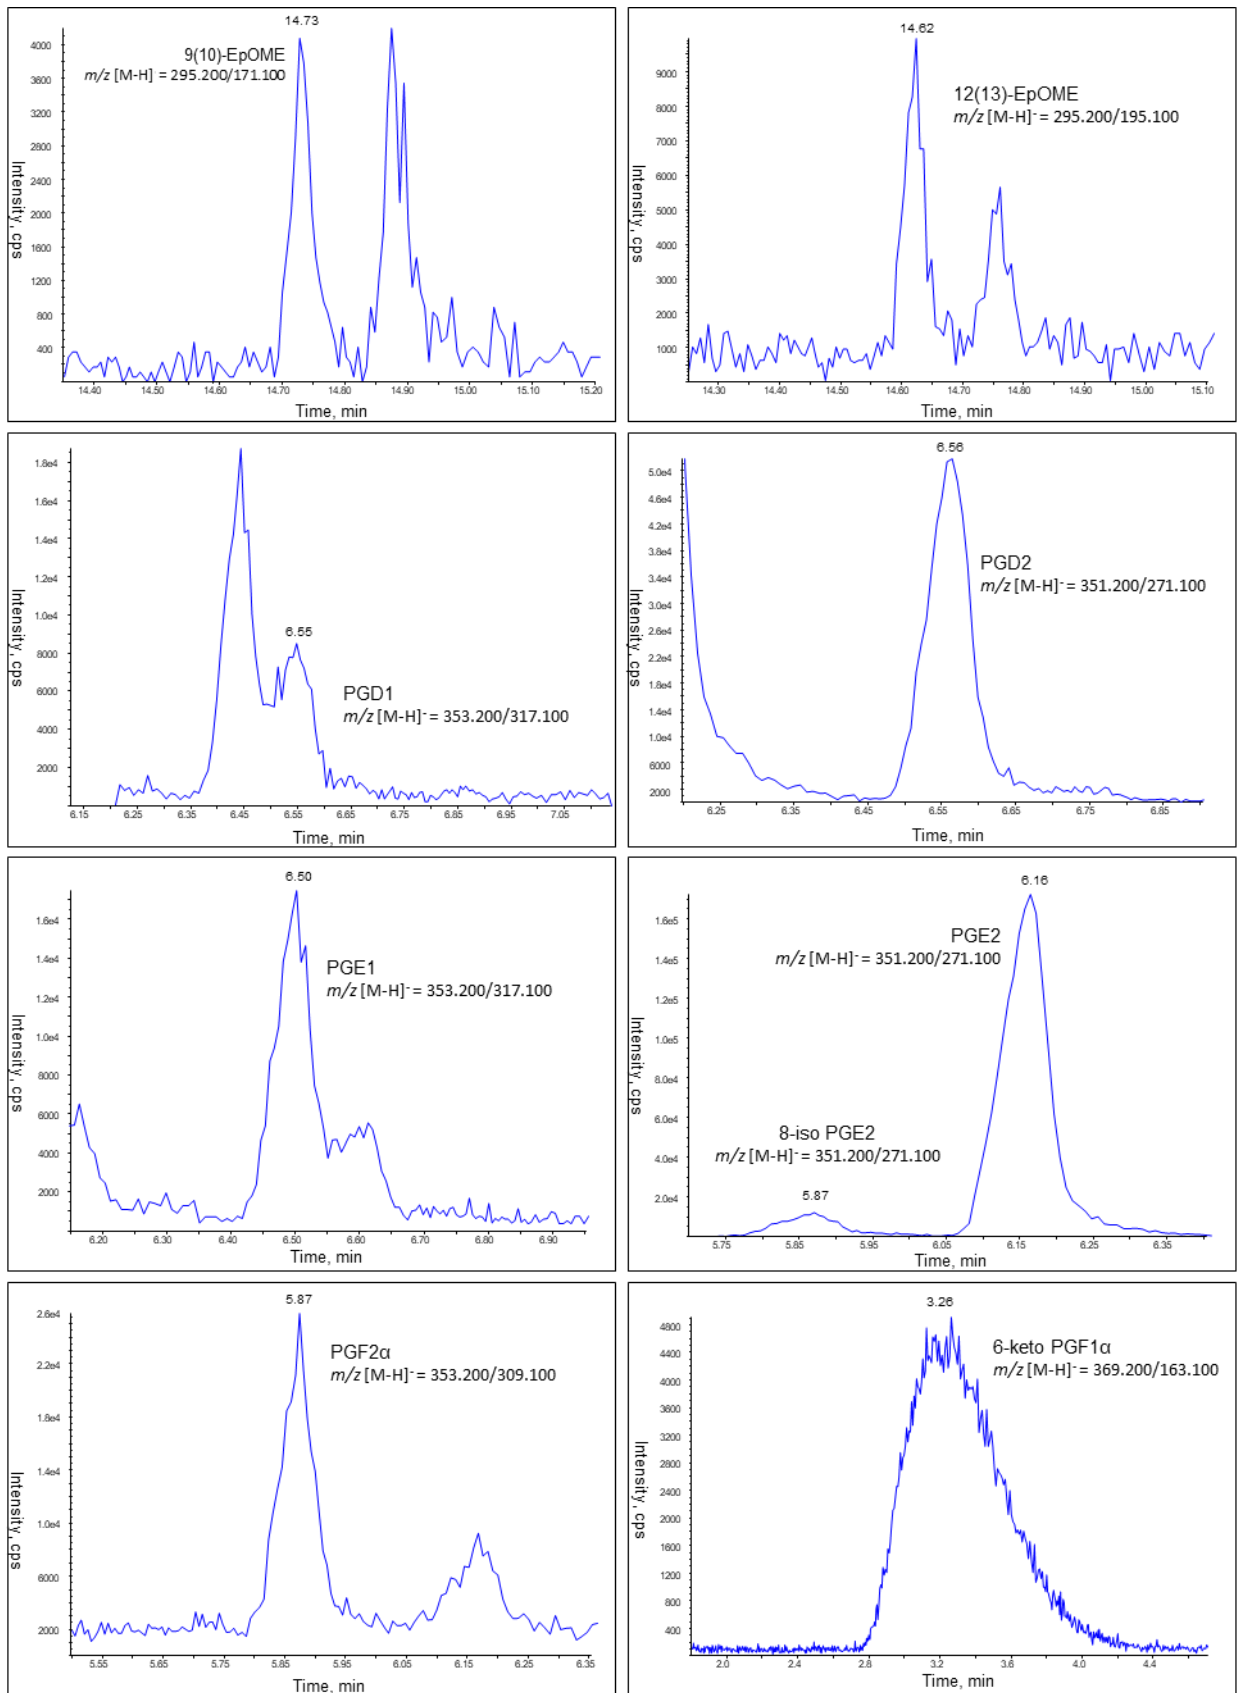 14.73
9(10)-EpOME
m/z [M-H] = 295.200/171.100
Intensity, cps
4000
3600
2800
2400
2000
1600
1200
800
400
14.40 14.50 14.60 14.70 14.80 14.90 15.00 15.10 15.20
Time, min
14.62
12(13)-EpOME
m/z [M-H]⁻ = 295.200/195.100
Intensity, cps
9000
8000
7000
6000
5000
4000
3000
2000
1000
14.30 14.40 14.50 14.60 14.70 14.80 14.90 15.00 15.10
Time, min
6.55
PGD1
m/z [M-H]⁻ = 353.200/317.100
Intensity, cps
1.8e4
1.6e4
1.4e4
1.2e4
1.0e4
8000
6000
4000
2000
6.15 6.25 6.35 6.45 6.55 6.65 6.75 6.85 6.95 7.05
Time, min
6.56
PGD2
m/z [M-H]⁻ = 351.200/271.100
Intensity, cps
5.0e4
4.6e4
4.2e4
3.8e4
3.4e4
3.0e4
2.6e4
2.2e4
1.8e4
1.4e4
1.0e4
6000
2000
6.25 6.35 6.45 6.55 6.65 6.75 6.85
Time, min
6.50
PGE1
m/z [M-H]⁻ = 353.200/317.100
Intensity, cps
1.6e4
1.4e4
1.2e4
1.0e4
8000
6000
4000
2000
6.20 6.30 6.40 6.50 6.60 6.70 6.80 6.90
Time, min
6.16
PGE2
m/z [M-H]⁻ = 351.200/271.100
8-iso PGE2
m/z [M-H]⁻ = 351.200/271.100
5.87
Intensity, cps
1.6e5
1.4e5
1.2e5
1.0e5
8.0e4
6.0e4
4.0e4
2.0e4
5.75 5.85 5.95 6.05 6.15 6.25 6.35
Time, min
5.87
PGF2α
m/z [M-H]⁻ = 353.200/309.100
Intensity, cps
2.6e4
2.2e4
1.8e4
1.4e4
1.0e4
6000
2000
5.55 5.65 5.75 5.85 5.95 6.05 6.15 6.25 6.35
Time, min
3.26
6-keto PGF1α
m/z [M-H]⁻ = 369.200/163.100
Intensity, cps
4800
4400
4000
3600
3200
2800
2400
2000
1600
1200
800
400
2.0 2.4 2.8 3.2 3.6 4.0 4.4
Time, min